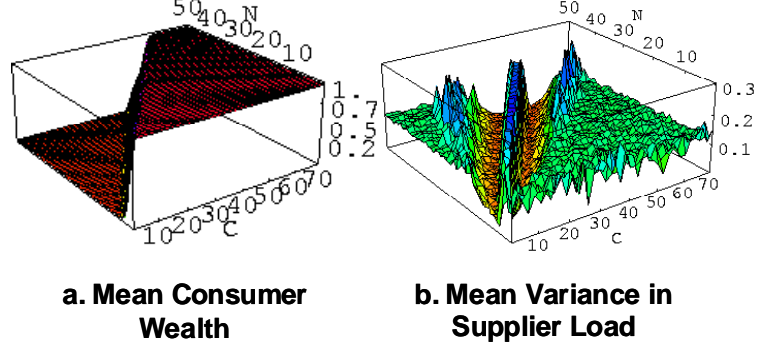 50 40 N 30 20 10
1. 0.7 0.5 0.2
10 20 30 40 50 60 70
C
50 40 N 30 20 10
0.3 0.2 0.1
10 20 30 40 50 60 70
C
a. Mean Consumer
Wealth
b. Mean Variance in
Supplier Load